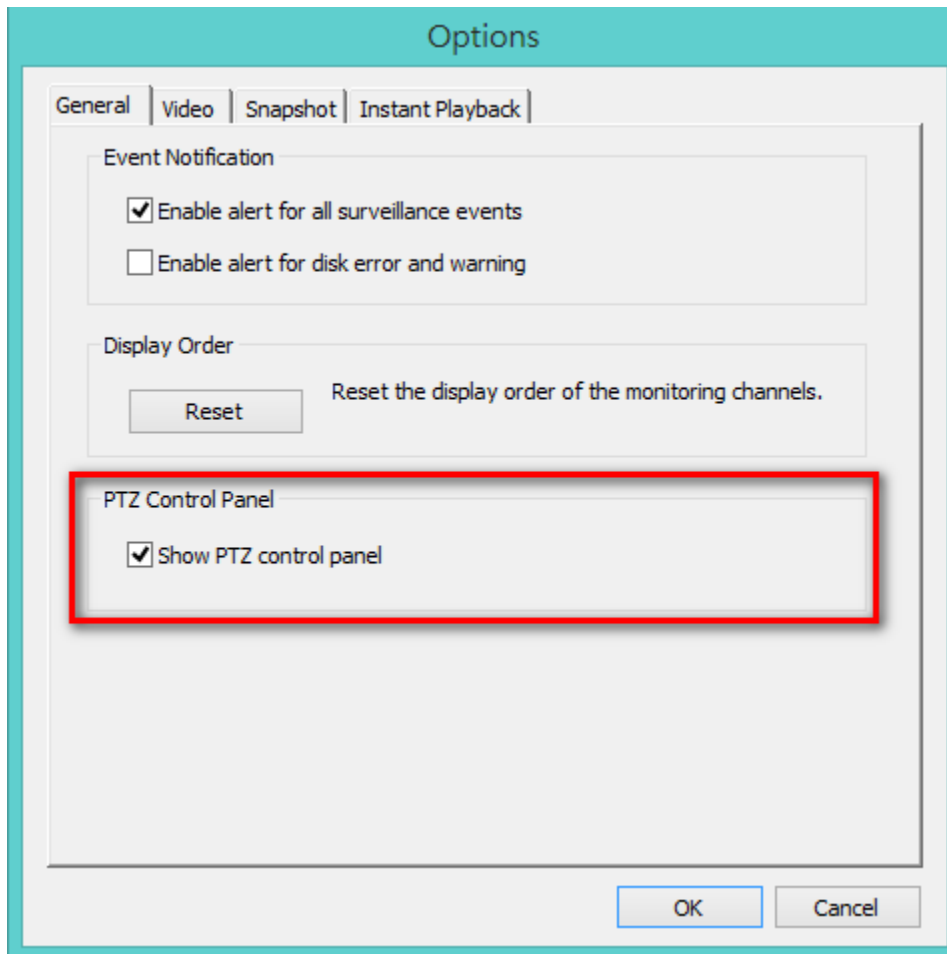 Options
General Video Snapshot Instant Playback
Event Notification
Enable alert for all surveillance events
Enable alert for disk error and warning
Display Order
Reset Reset the display order of the monitoring channels.
PTZ Control Panel
Show PTZ control panel
OK Cancel